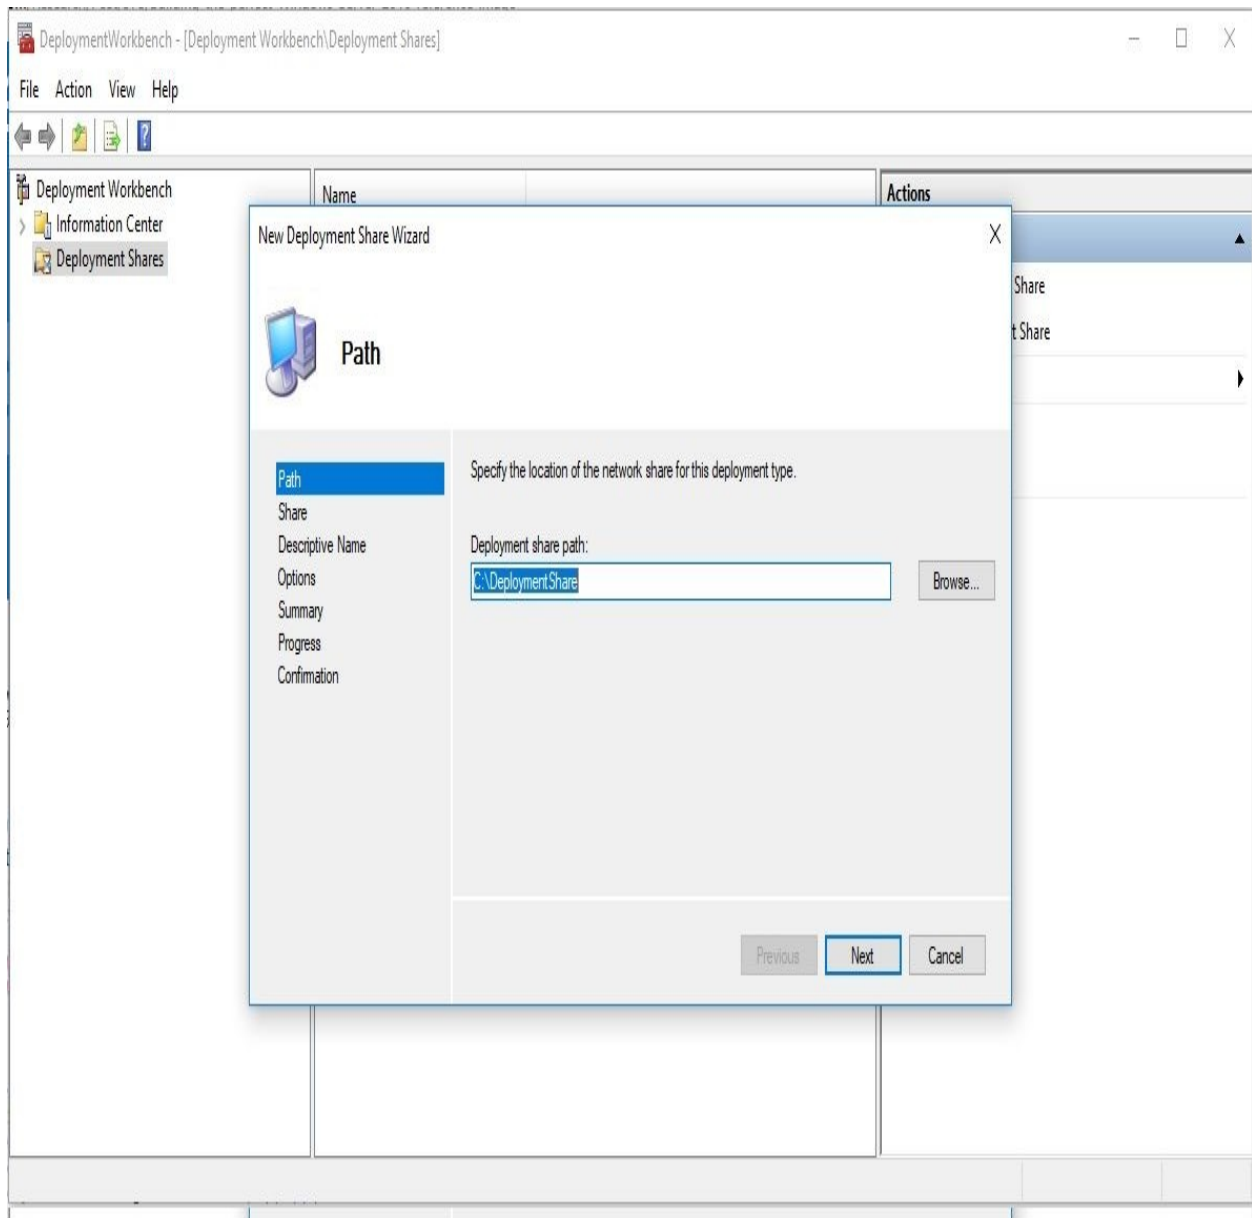 DeploymentWorkbench - [Deployment Workbench\Deployment Shares]
File Action View Help
Deployment Workbench
Information Center
Deployment Shares
Name
Actions
Share
t Share
New Deployment Share Wizard
Path
Path
Share
Descriptive Name
Options
Summary
Progress
Confirmation
Specify the location of the network share for this deployment type.
Deployment share path:
C:\DeploymentShare
Browse...
Previous
Next
Cancel